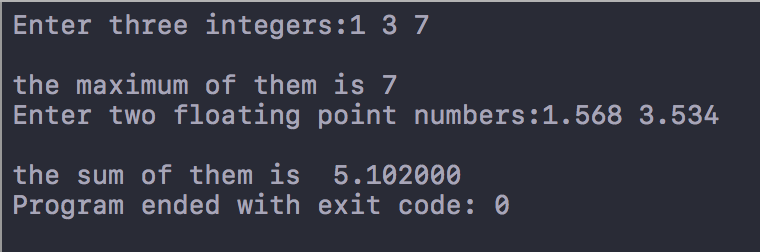 Enter three integers:1 3 7
the maximum of them is 7
Enter two floating point numbers:1.568 3.534
the sum of them is  5.102000
Program ended with exit code: 0